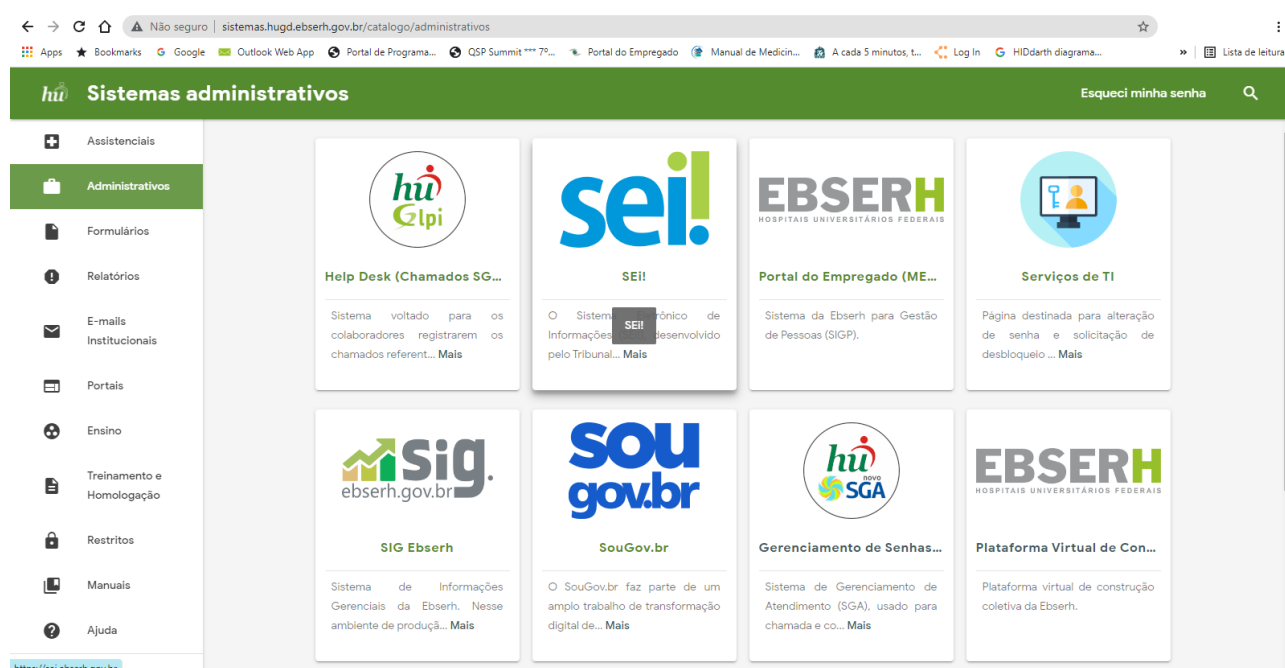 Não seguro | sistemas.hugd.ebserh.gov.br/catalogo/administrativos
Apps Bookmarks Google Outlook Web App Portal de Programa... QSP Summit *** 7º... Portal do Empregado Manual de Medicin... A cada 5 minutos, t... Log In HIDdarth diagrama... » Lista de leitura
hu Sistemas administrativos Esqueci minha senha
Assistenciais
Administrativos
Formulários
Relatórios
E-mails
Institucionais
Portais
Ensino
Treinamento e
Homologação
Restritos
Manuais
Ajuda
hu
Glpi
Help Desk (Chamados SG...
Sistema voltado para os
colaboradores registrarem os
chamados referent... Mais
sei!
SEi!
O Sistema Eletrônico de
Informações desenvolvido
pelo Tribunal... Mais
SEi!
EBSERH
HOSPITAIS UNIVERSITÁRIOS FEDERAIS
Portal do Empregado (ME...
Sistema da Ebserh para Gestão
de Pessoas (SIGP).
Serviços de TI
Página destinada para alteração
de senha e solicitação de
desbloqueio ... Mais
sig.
ebserh.gov.br
SIG Ebserh
Sistema de Informações
Gerenciais da Ebserh. Nesse
ambiente de produçã... Mais
sou
gov.br
SouGov.br
O SouGov.br faz parte de um
amplo trabalho de transformação
digital de... Mais
hu
novo
SGA
Gerenciamento de Senhas...
Sistema de Gerenciamento de
Atendimento (SGA), usado para
chamada e co... Mais
EBSERH
HOSPITAIS UNIVERSITÁRIOS FEDERAIS
Plataforma Virtual de Con...
Plataforma virtual de construção
coletiva da Ebserh.